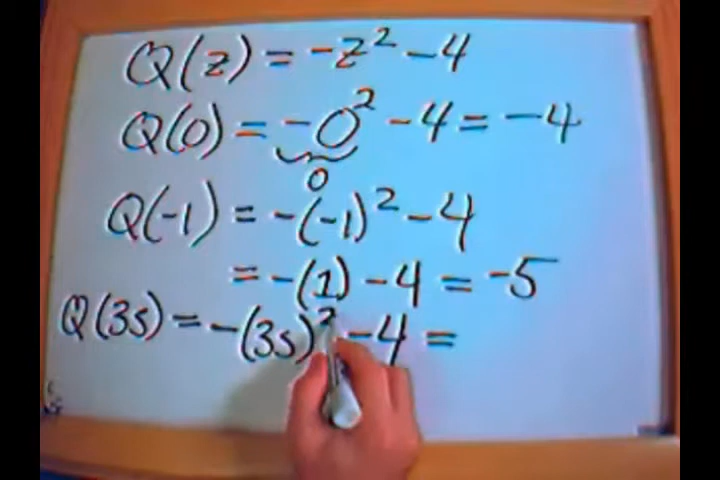 Q(z) = -z² - 4
Q(0) = -0² - 4 = -4
0
Q(-1) = -(-1)² - 4
= -(1) - 4 = -5
Q(3s) = -(3s)² - 4 =